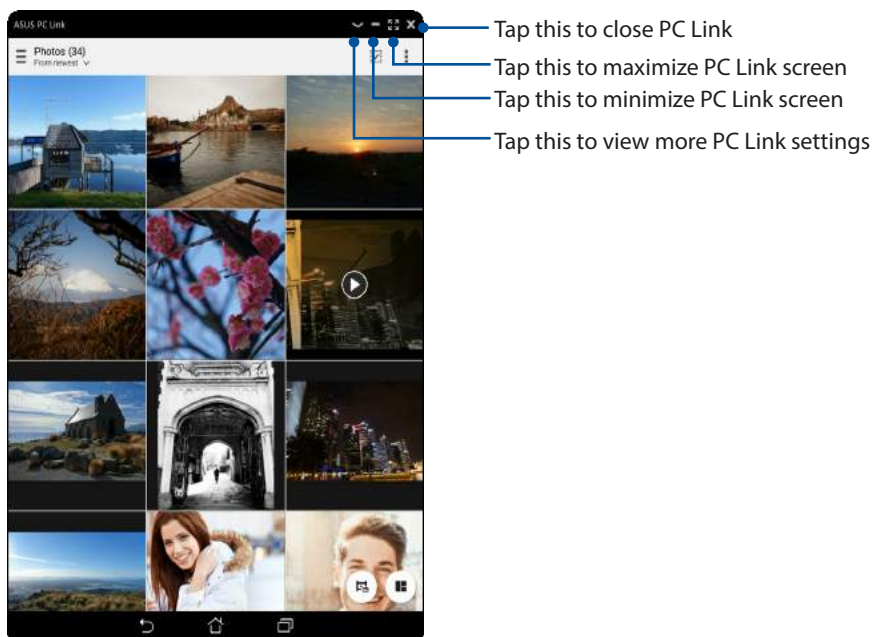 ASUS PC Link
Tap this to close PC Link
Photos (34)
From newest
Tap this to maximize PC Link screen
Tap this to minimize PC Link screen
Tap this to view more PC Link settings